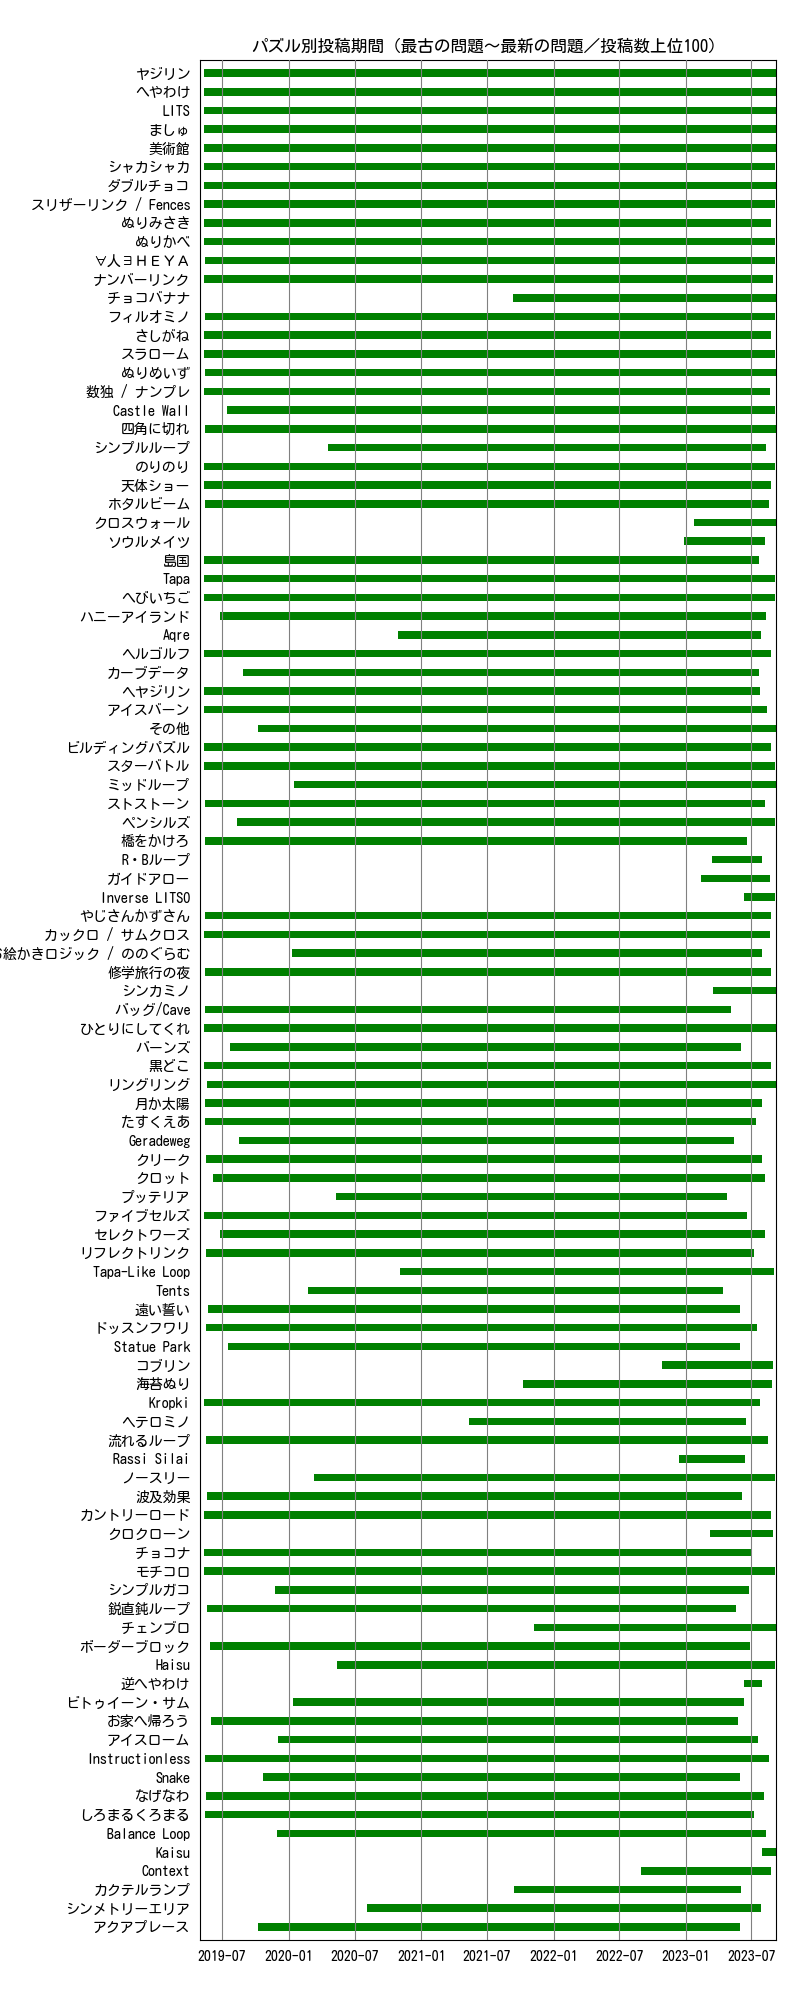 パズル別投稿期間（最古の問題～最新の問題／投稿数上位100）
ヤジリン
へやわけ
LITS
ましゅ
美術館
シャカシャカ
ダブルチョコ
スリザーリンク / Fences
ぬりみさき
ぬりかべ
∀人∃ＨＥＹＡ
ナンバーリンク
チョコバナナ
フィルオミノ
さしがね
スラローム
ぬりめいず
数独 / ナンプレ
Castle Wall
四角に切れ
シンプルループ
のりのり
天体ショー
ホタルビーム
クロスウォール
ソウルメイツ
島国
Tapa
へびいちご
ハニーアイランド
Aqre
ヘルゴルフ
カーブデータ
へヤジリン
アイスバーン
その他
ビルディングパズル
スターバトル
ミッドループ
ストストーン
ペンシルズ
橋をかけろ
R・Bループ
ガイドアロー
Inverse LITSO
やじさんかずさん
カックロ / サムクロス
絵かきロジック / ののぐらむ
修学旅行の夜
シンカミノ
バッグ/Cave
ひとりにしてくれ
バーンズ
黒どこ
リングリング
月か太陽
たすくえあ
Geradeweg
クリーク
クロット
プッテリア
ファイブセルズ
セレクトワーズ
リフレクトリンク
Tapa-Like Loop
Tents
遠い誓い
ドッスンフワリ
Statue Park
コブリン
海苔ぬり
Kropki
ヘテロミノ
流れるループ
Rassi Silai
ノースリー
波及効果
カントリーロード
クロクローン
チョコナ
モチコロ
シンプルガコ
鋭直鈍ループ
チェンブロ
ボーダーブロック
Haisu
逆へやわけ
ビトゥイーン・サム
お家へ帰ろう
アイスローム
Instructionless
Snake
なげなわ
しろまるくろまる
Balance Loop
Kaisu
Context
カクテルランプ
シンメトリーエリア
アクアプレース
2019-07 2020-01 2020-07 2021-01 2021-07 2022-01 2022-07 2023-01 2023-07